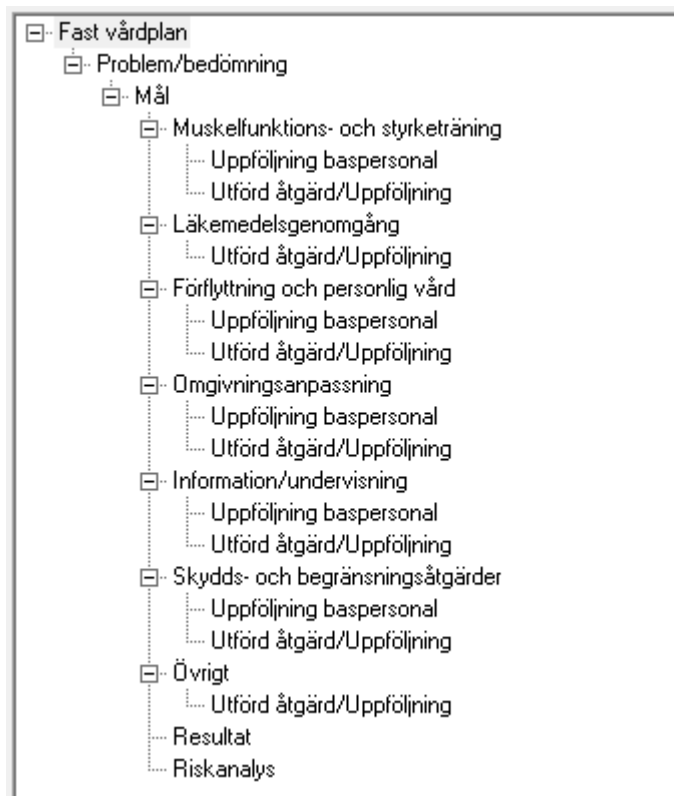 Fast vårdplan
Problem/bedömning
Mål
Muskelfunktions- och styrketräning
Uppföljning baspersonal
Utförd åtgärd/Uppföljning
Läkemedelsgenomgång
Utförd åtgärd/Uppföljning
Förflyttning och personlig vård
Uppföljning baspersonal
Utförd åtgärd/Uppföljning
Omgivningsanpassning
Uppföljning baspersonal
Utförd åtgärd/Uppföljning
Information/undervisning
Uppföljning baspersonal
Utförd åtgärd/Uppföljning
Skydds- och begränsningsåtgärder
Uppföljning baspersonal
Utförd åtgärd/Uppföljning
Övrigt
Utförd åtgärd/Uppföljning
Resultat
Riskanalys